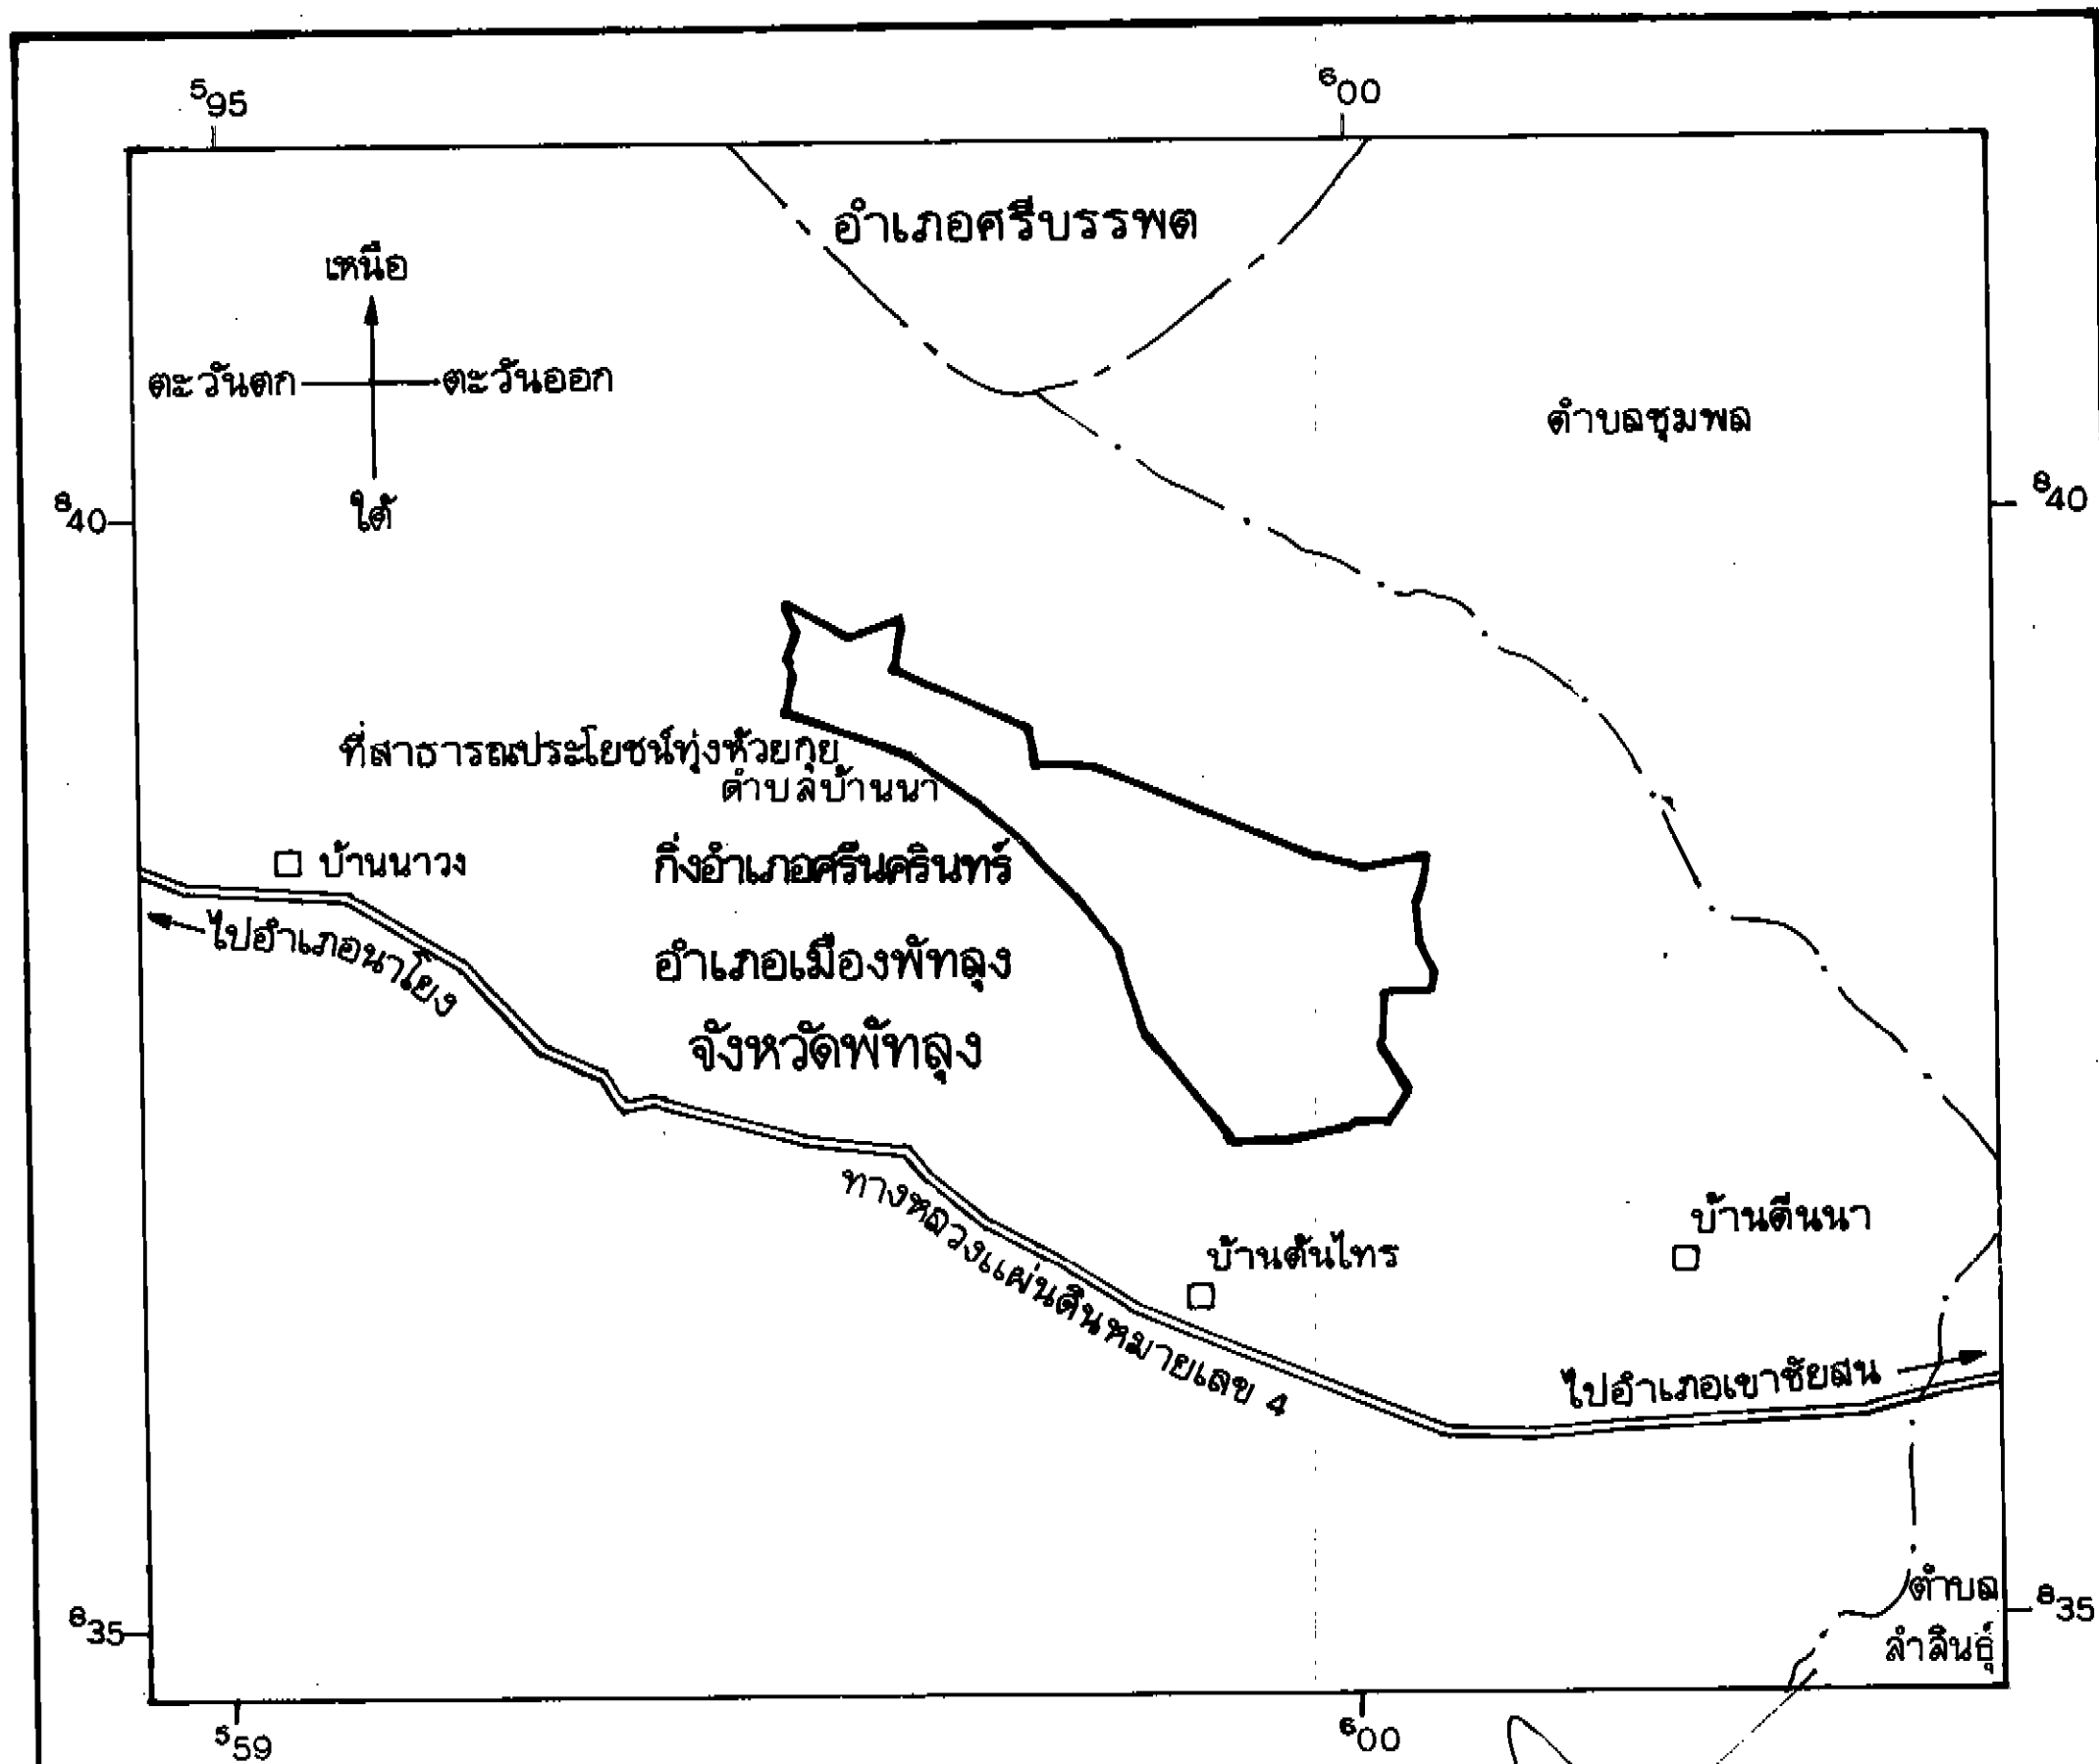 595
600
อำเภอศรีบรรพต
เหนือ
ตะวันตก
ตะวันออก
ใต้
ตำบลชุมพล
840
840
ที่สาธารณประโยชน์ทุ่งห้วยกุย
ตำบลบ้านนา
บ้านนาวง
กิ่งอำเภอศรีนครินทร์
ไปอำเภอนาโยง
อำเภอเมืองพัทลุง
จังหวัดพัทลุง
ทางหลวงแผ่นดินหมายเลข 4
บ้านต้นไทร
บ้านตีนนา
ไปอำเภอเขาชัยสน
835
ตำบล
ลำสินธุ์
835
559
600